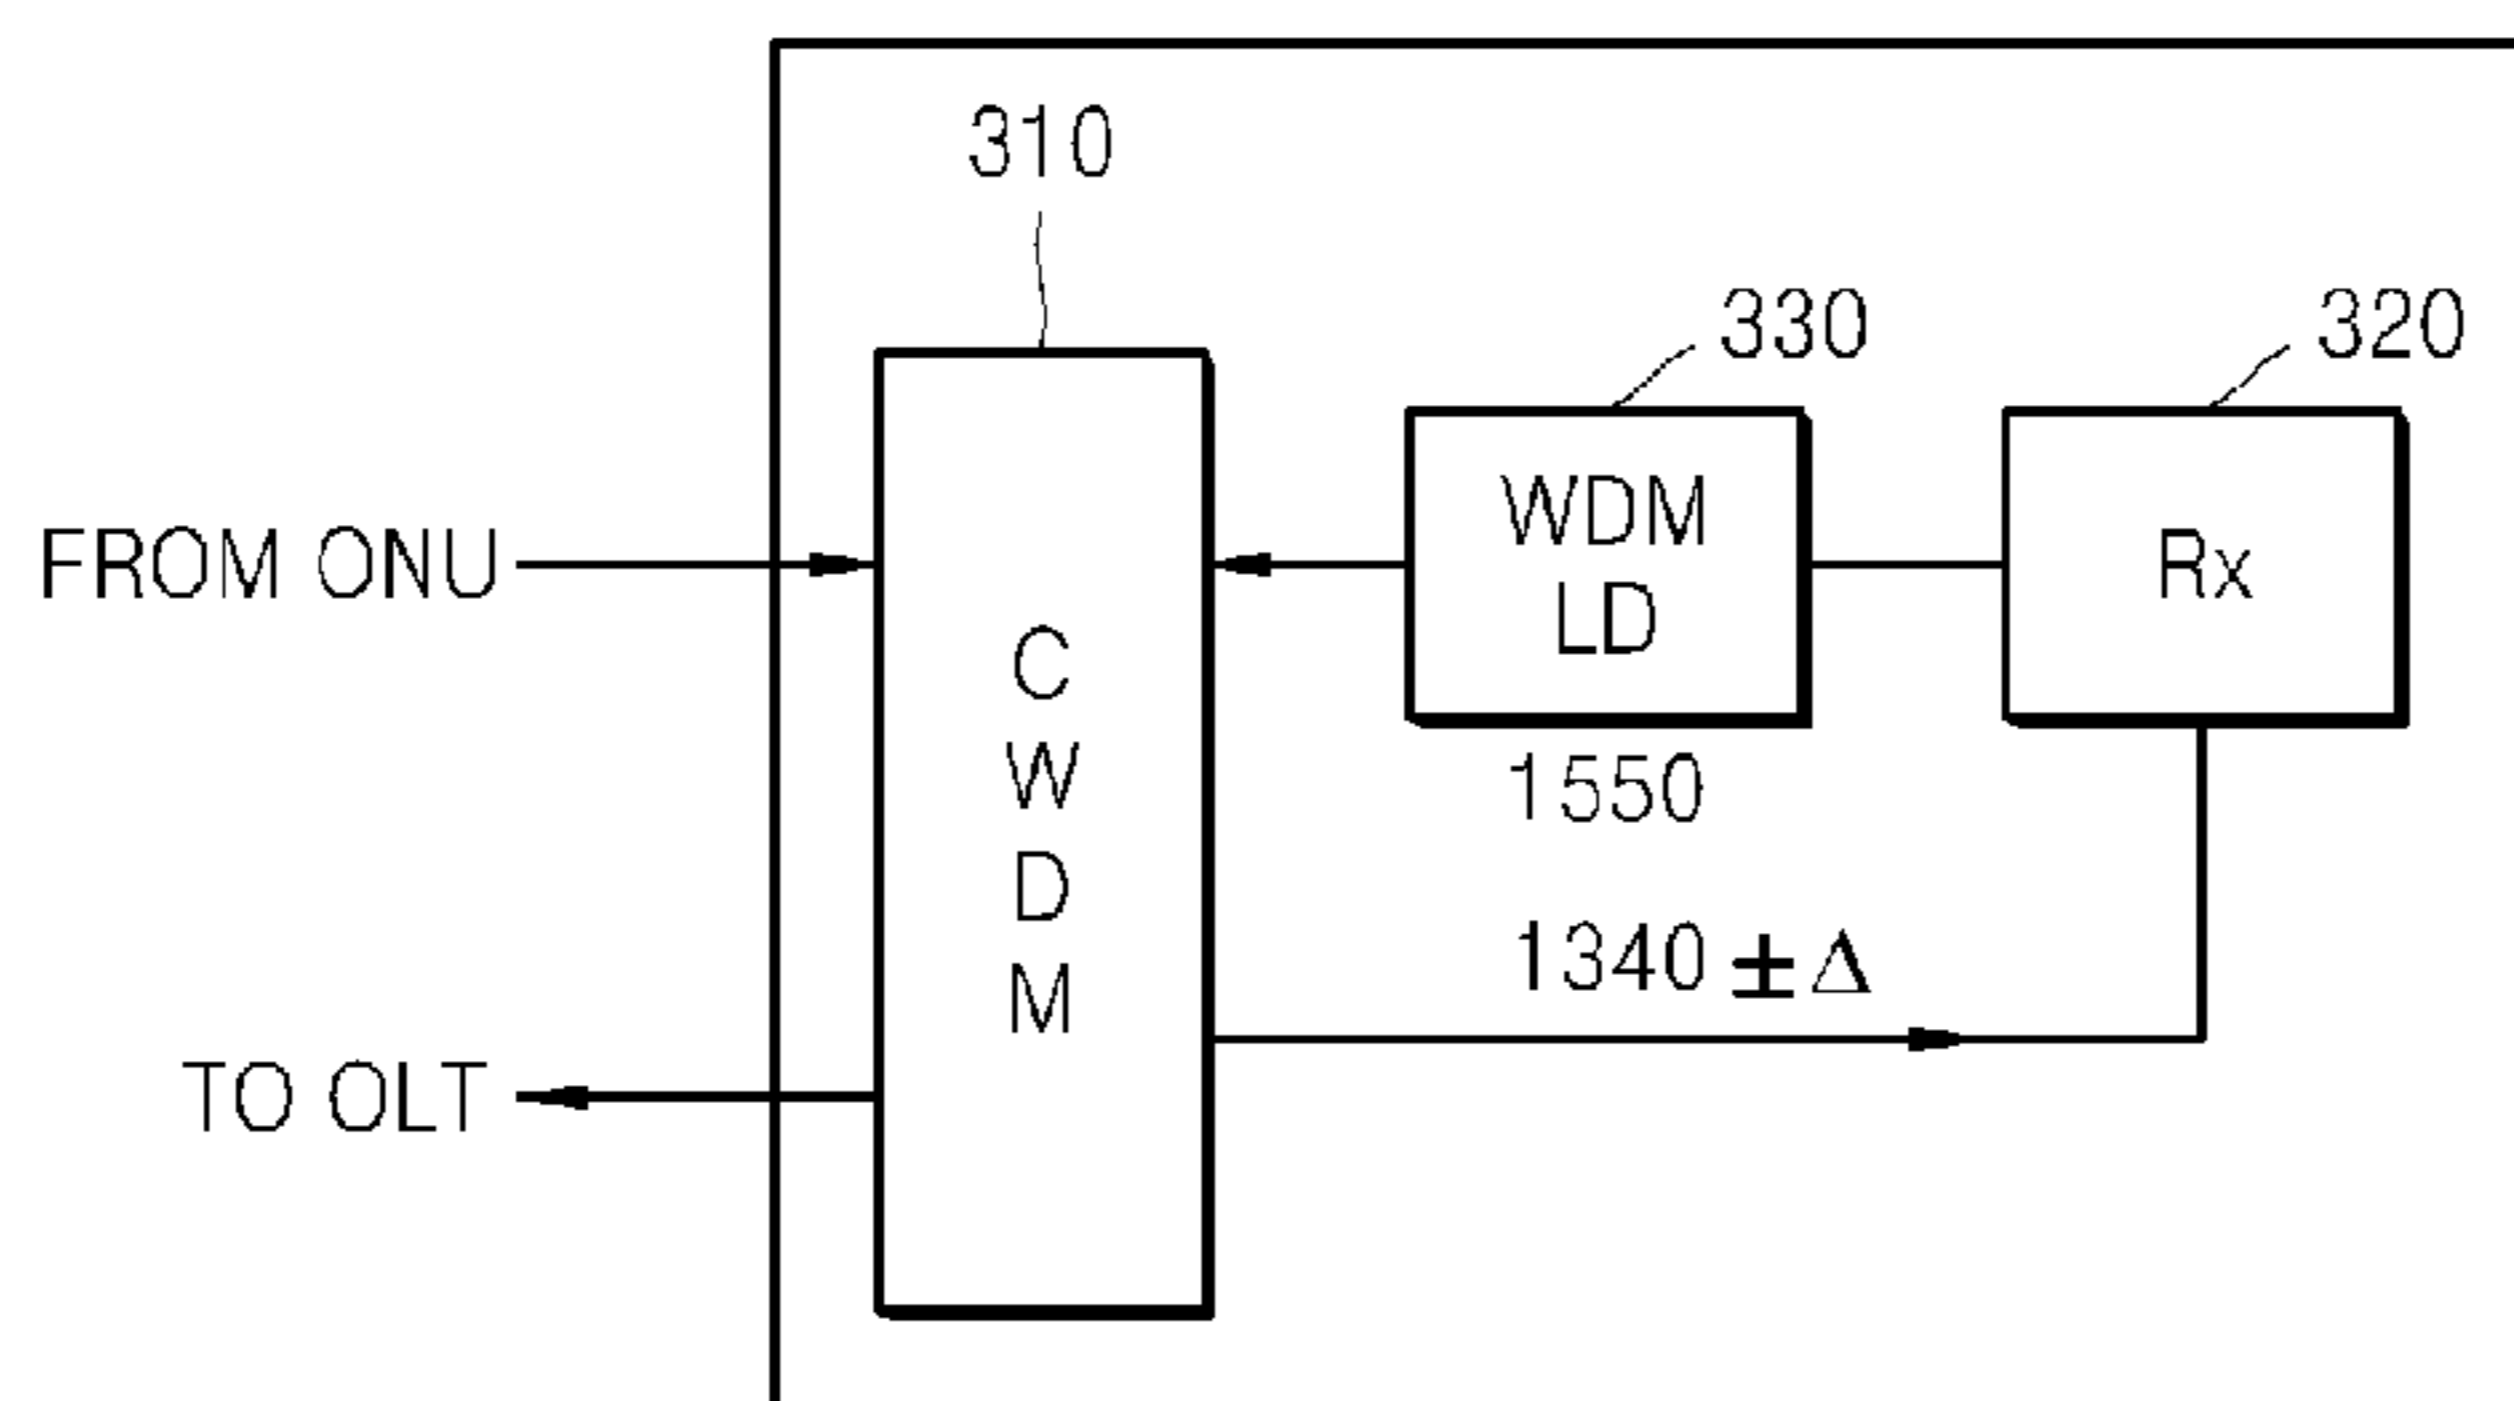 310
330
320
FROM ONU
WDM
LD
Rx
C
W
D
M
1550
1340 ± Δ
TO OLT